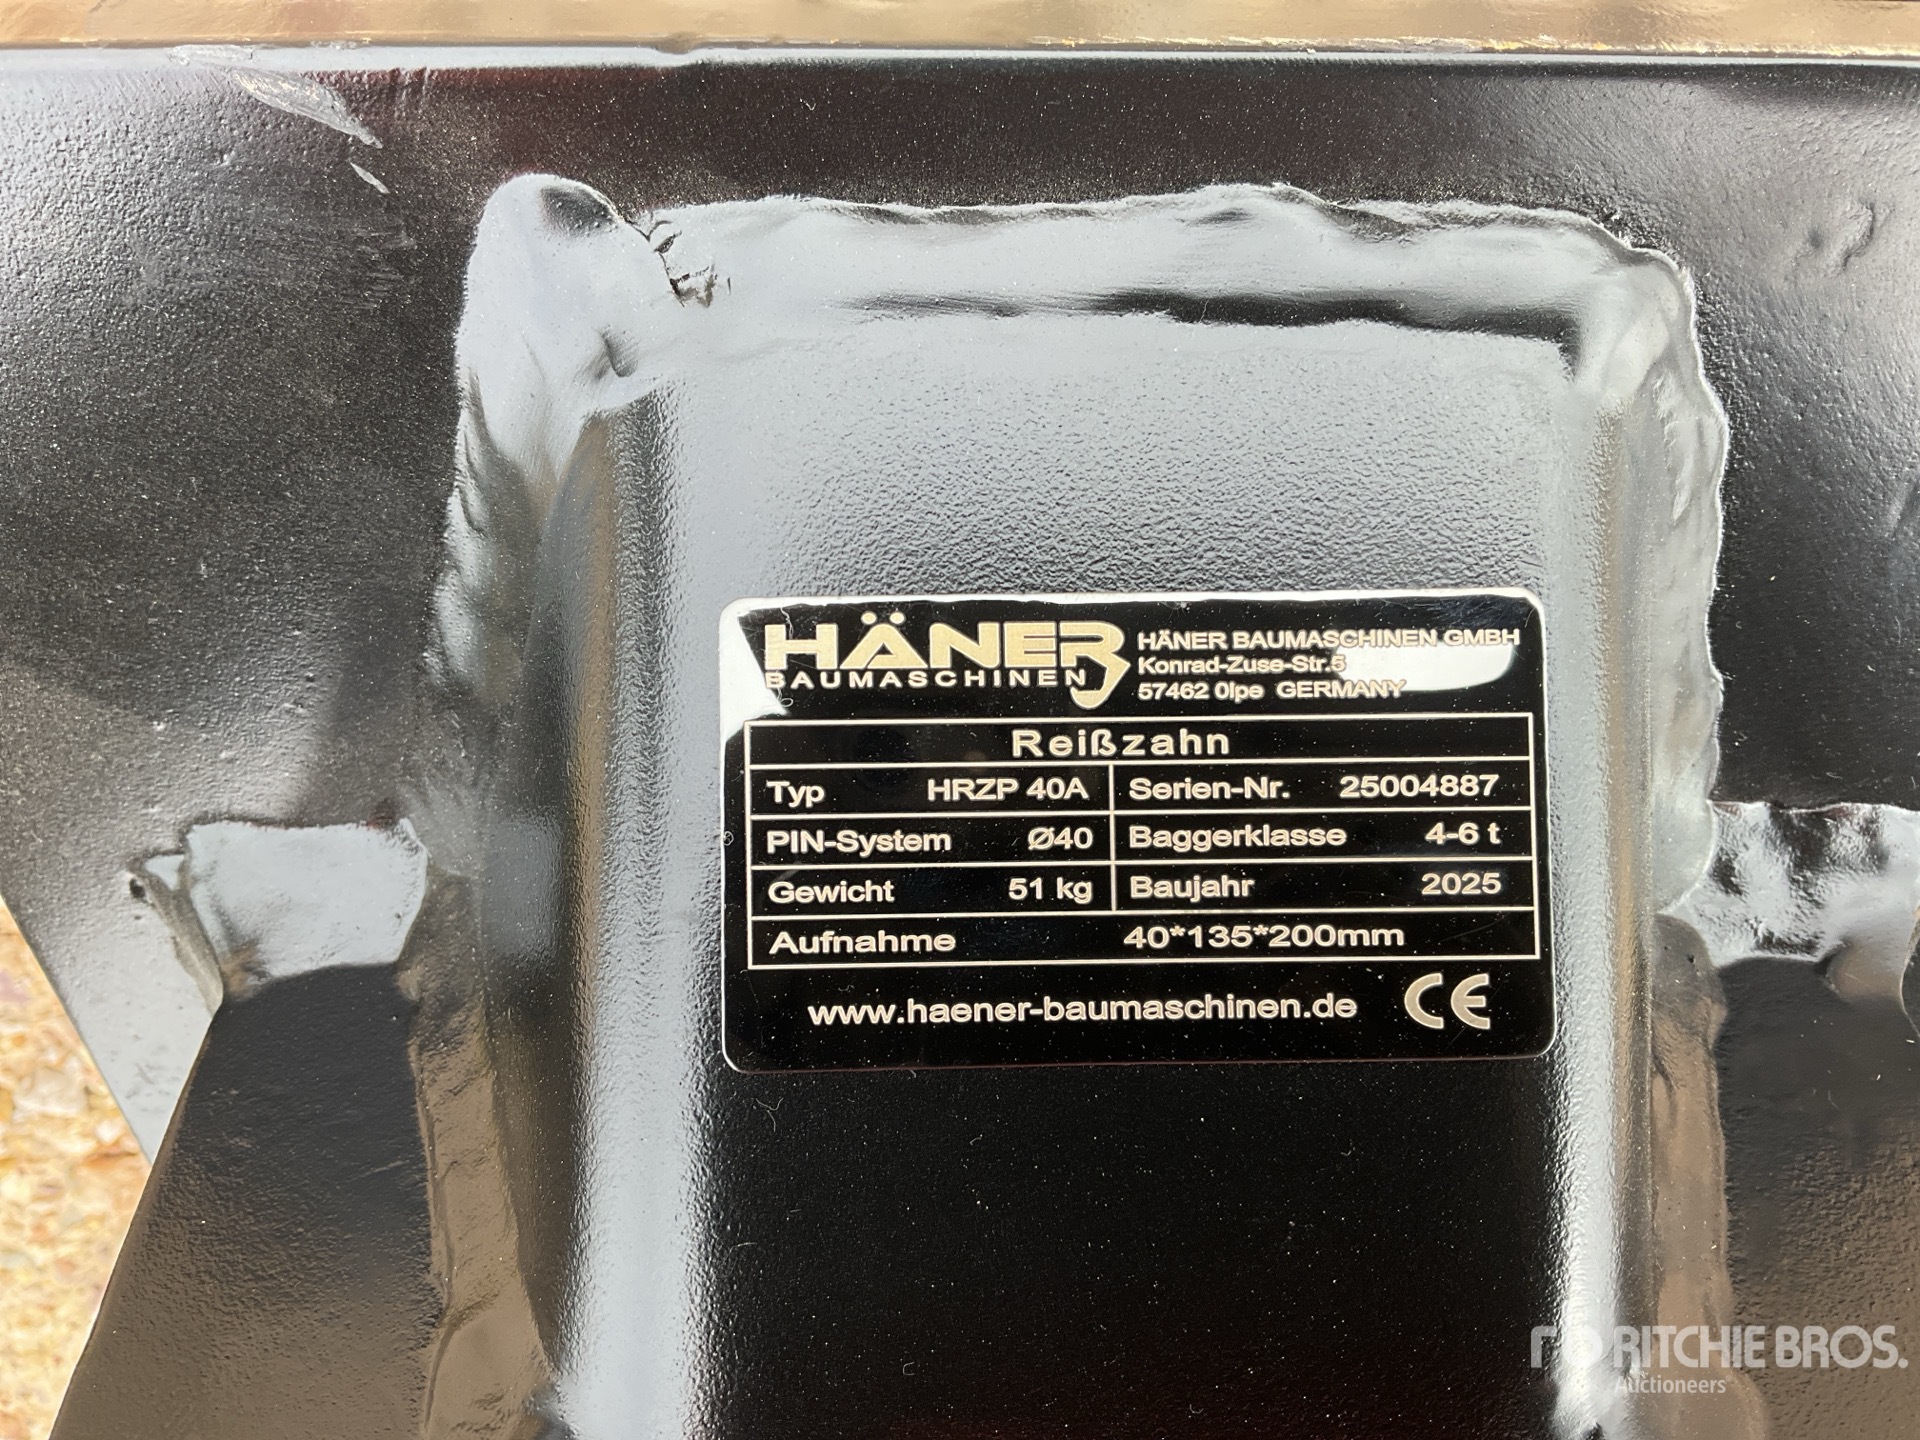 HÄNER
BAUMASCHINEN
HÄNER BAUMASCHINEN GMBH
Konrad-Zuse-Str.5
57462 Olpe GERMANY
Reißzahn
Typ HRZP 40A Serien-Nr. 25004887
PIN-System Ø40 Baggerklasse 4-6 t
Gewicht 51 kg Baujahr 2025
Aufnahme 40*135*200mm
www.haener-baumaschinen.de CE
RITCHIE BROS.
Auctioneers